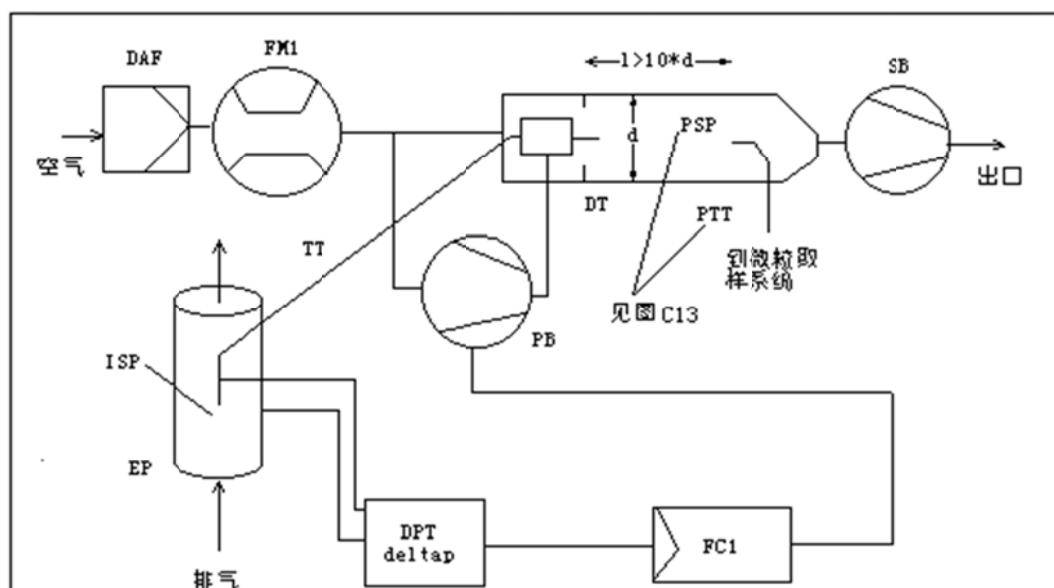 DAF
FM1
l>10*d
SB
空气
d
PSP
出口
DT
PTT
TT
到微粒取
样系统
见图C13
PB
ISP
EP
DPT
deltap
FC1
排气